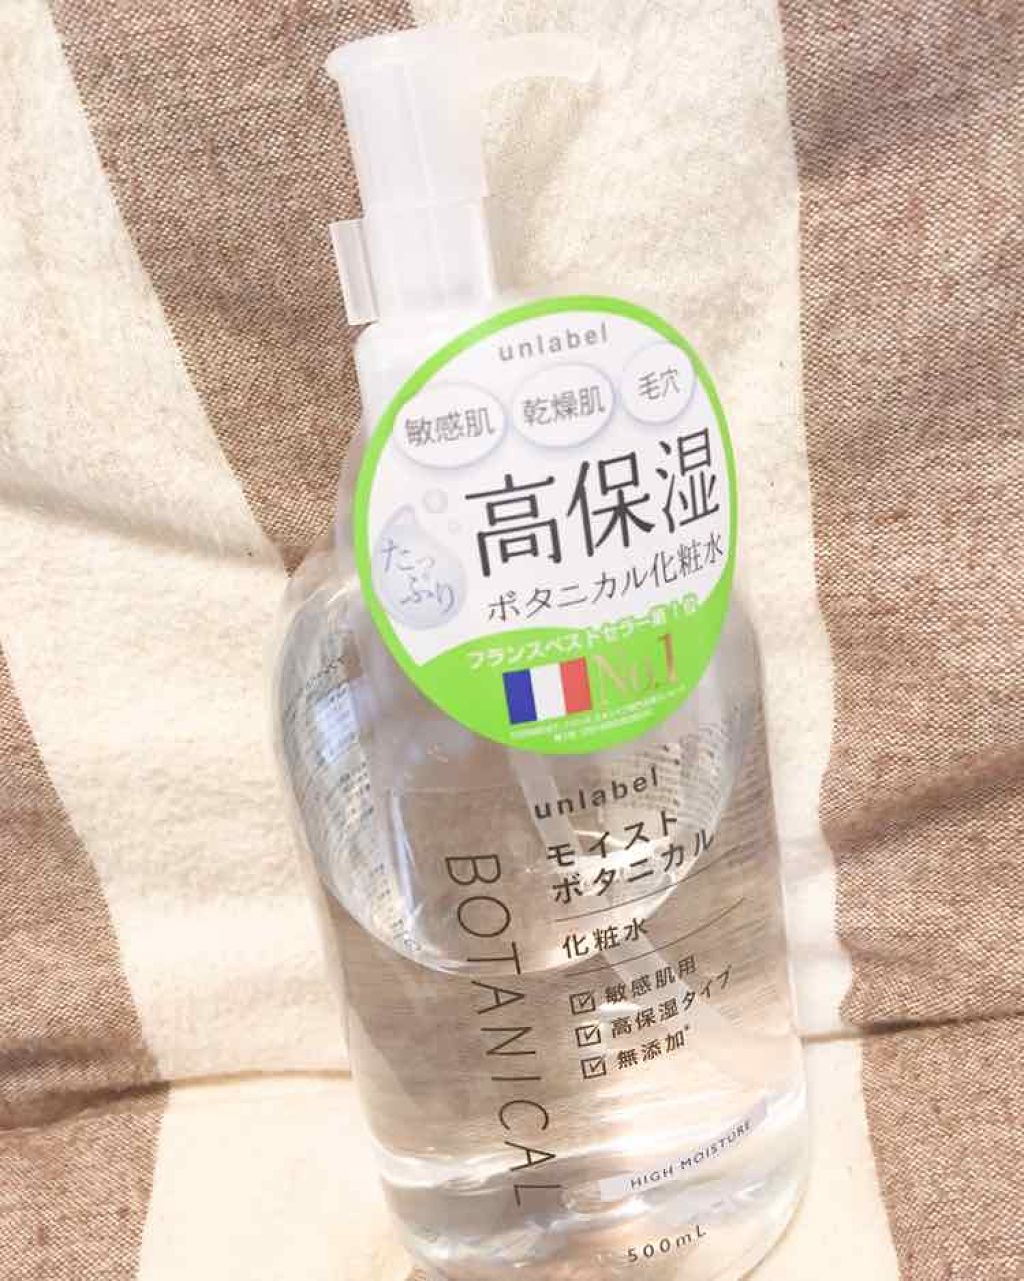 unlabel
敏感肌 乾燥肌 毛穴
たっ
ぷり
高保湿
ボタニカル化粧水
フランスベストセラー第1位
No.1
unlabel
モイスト
ボタニカル
化粧水
敏感肌用
高保湿タイプ
無添加*
BOTANICAL
HIGH MOISTURE
500mL